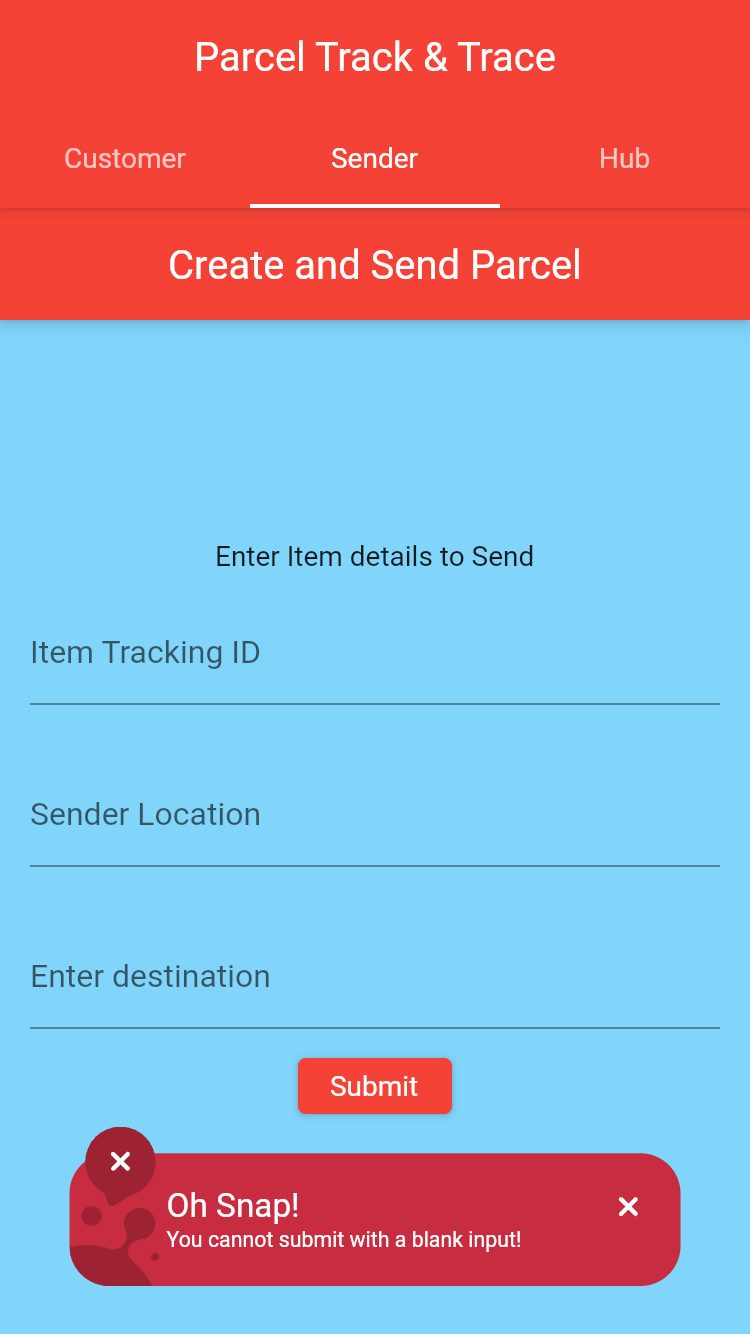 Parcel Track & Trace
Customer
Sender
Hub
Create and Send Parcel
Enter Item details to Send
Item Tracking ID
Sender Location
Enter destination
Submit
Oh Snap!
You cannot submit with a blank input!